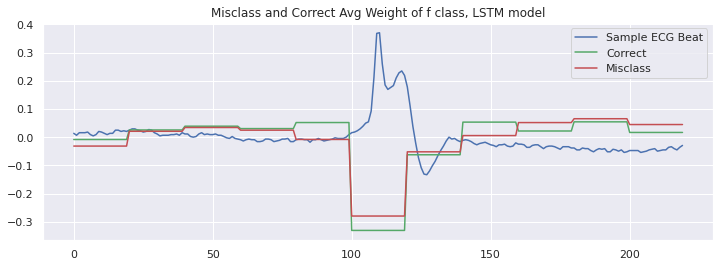 Misclass and Correct Avg Weight of f class, LSTM model
Sample ECG Beat
Correct
Misclass
0.4
0.3
0.2
0.1
0.0
−0.1
−0.2
−0.3
0 50 100 150 200